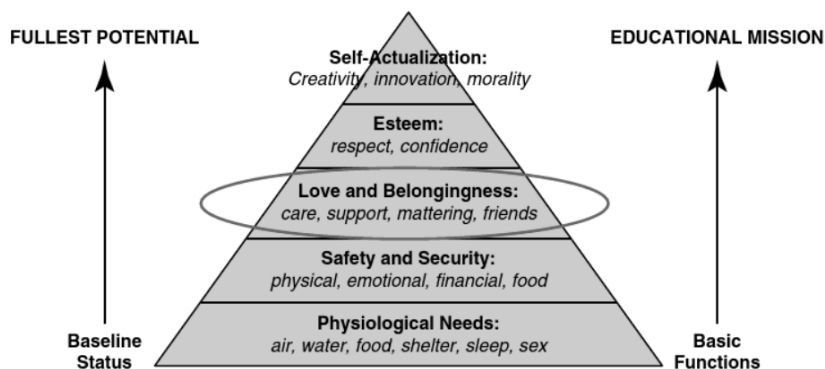 FULLEST POTENTIAL
EDUCATIONAL MISSION
Self-Actualization:
Creativity, innovation, morality
Esteem:
respect, confidence
Love and Belongingness:
care, support, mattering, friends
Safety and Security:
physical, emotional, financial, food
Physiological Needs:
air, water, food, shelter, sleep, sex
Baseline
Status
Basic
Functions